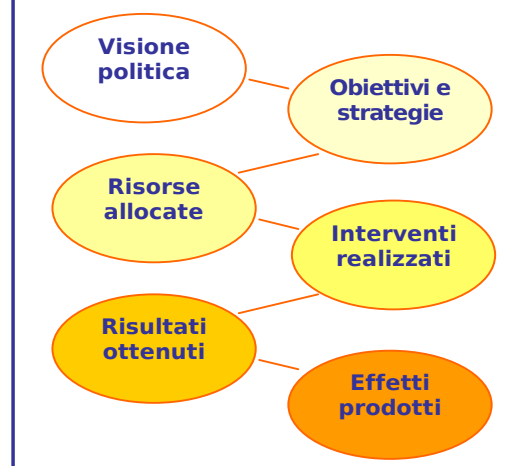 Visione
politica
Obiettivi e
strategie
Risorse
allocate
Interventi
realizzati
Risultati
ottenuti
Effetti
prodotti